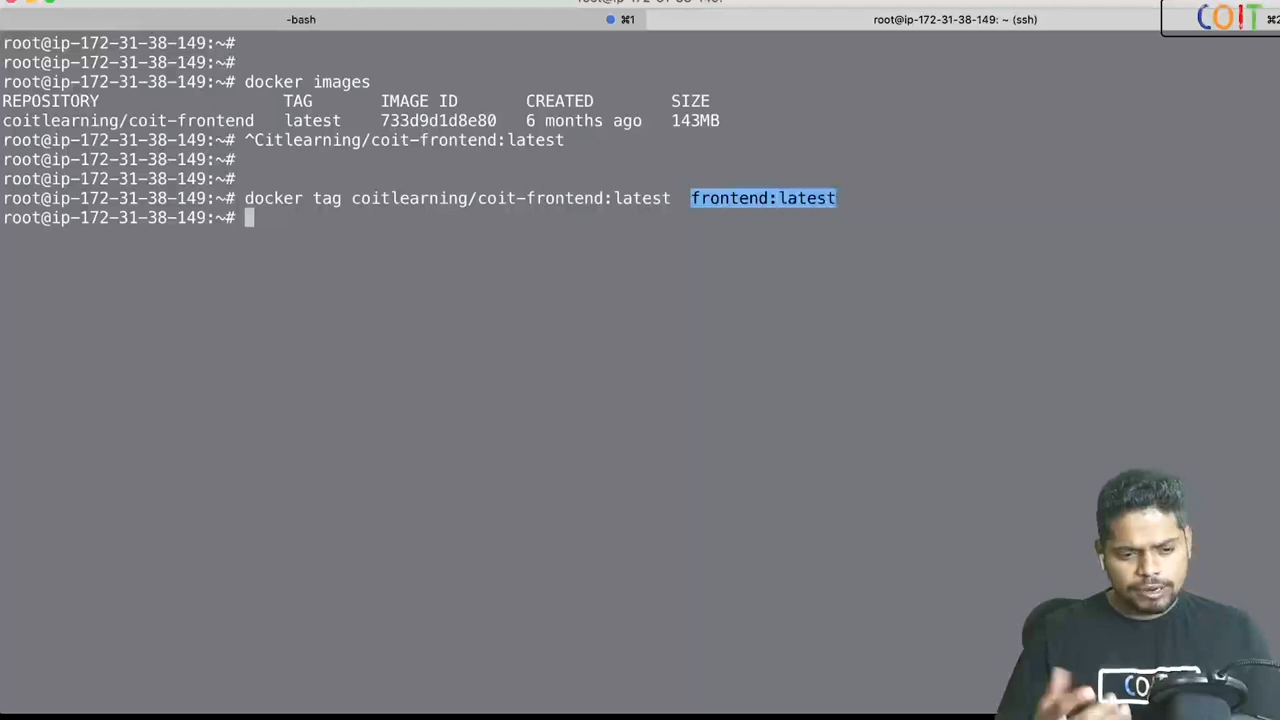 -bash ⌘1 root@ip-172-31-38-149: ~ (ssh) COIT ⌘2
root@ip-172-31-38-149:~#
root@ip-172-31-38-149:~#
root@ip-172-31-38-149:~# docker images
REPOSITORY TAG IMAGE ID CREATED SIZE
coitlearning/coit-frontend latest 733d9d1d8e80 6 months ago 143MB
root@ip-172-31-38-149:~# ^Citlearning/coit-frontend:latest
root@ip-172-31-38-149:~#
root@ip-172-31-38-149:~#
root@ip-172-31-38-149:~# docker tag coitlearning/coit-frontend:latest frontend:latest
root@ip-172-31-38-149:~#